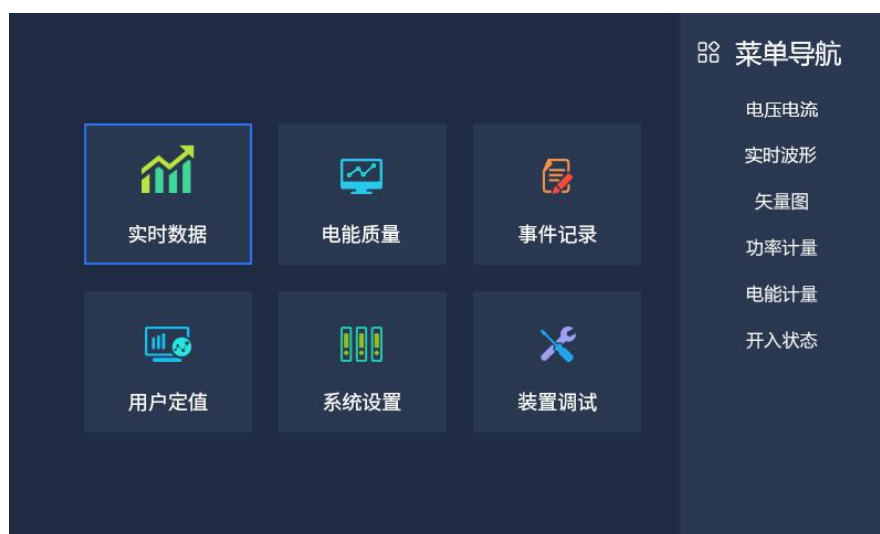 菜单导航
电压电流
实时波形
矢量图
功率计量
电能计量
开入状态
实时数据
电能质量
事件记录
用户定值
系统设置
装置调试